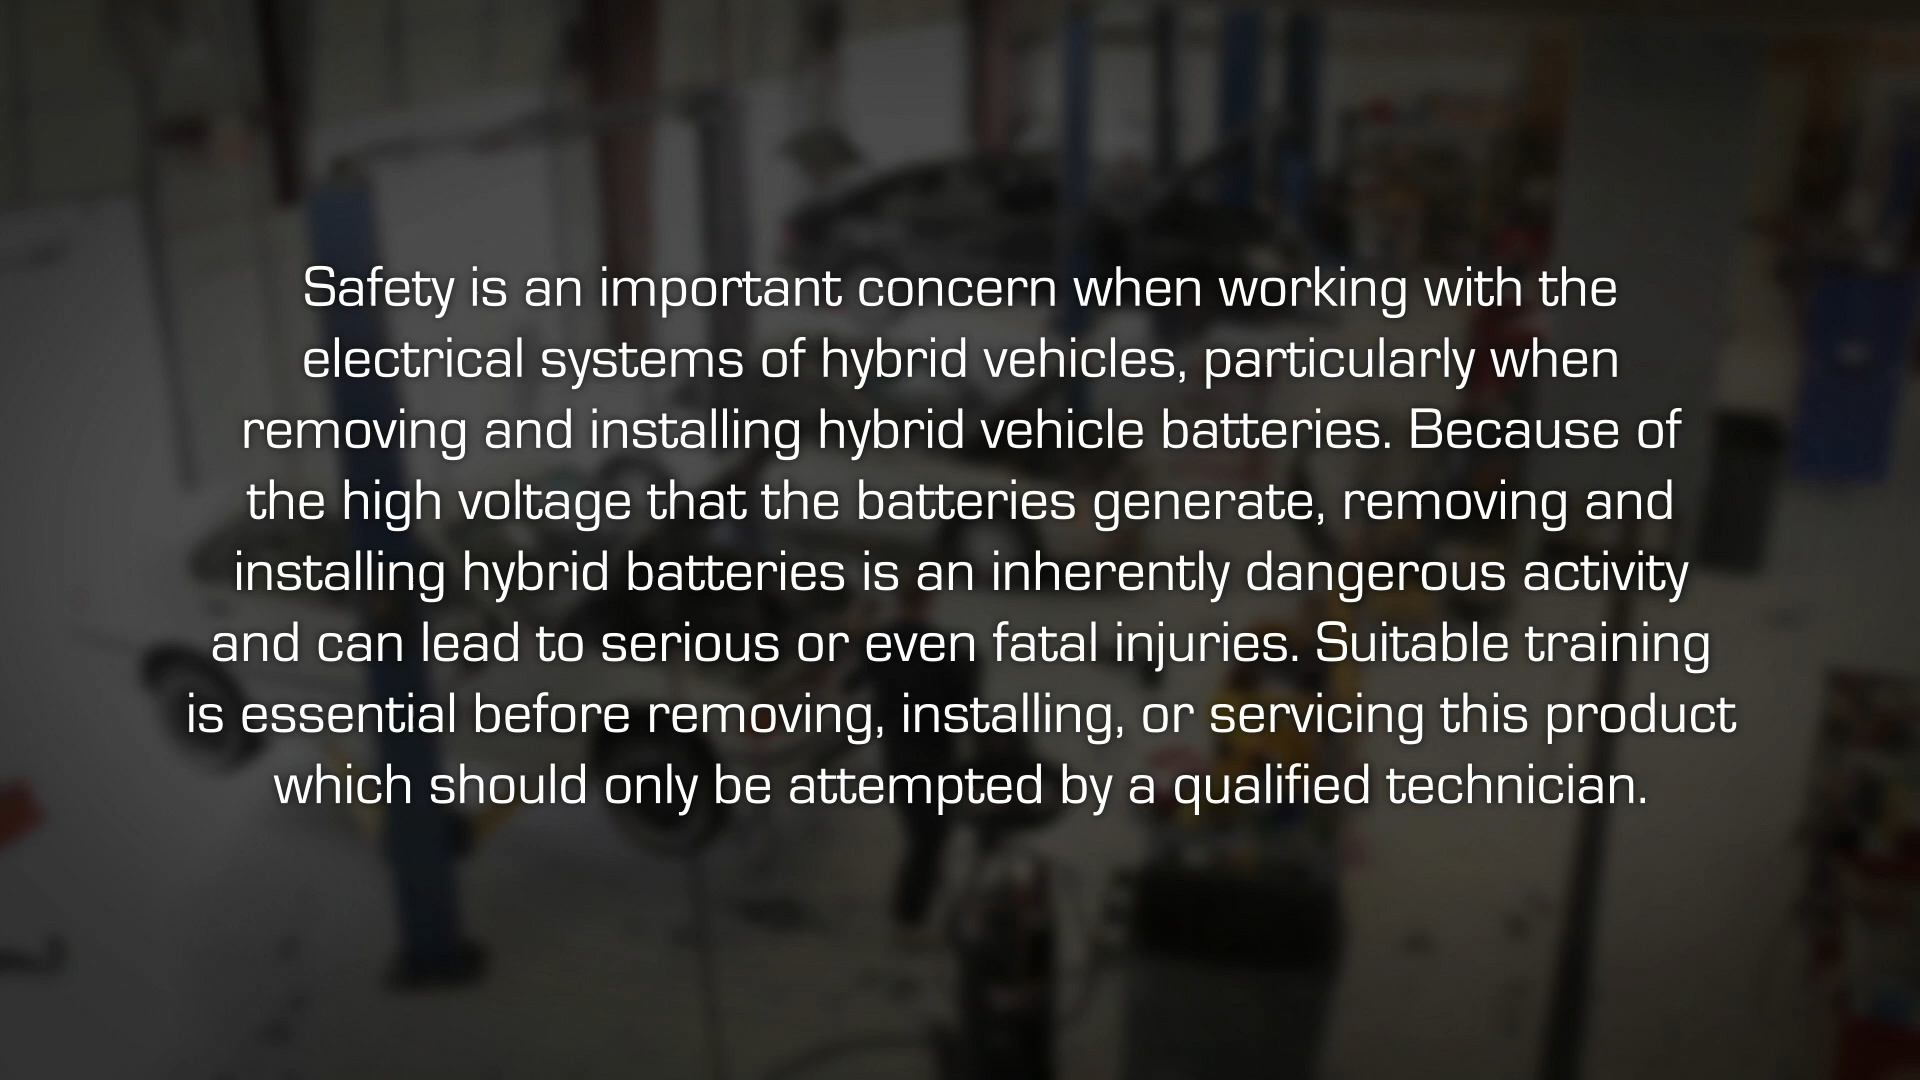 Safety is an important concern when working with the
electrical systems of hybrid vehicles, particularly when
removing and installing hybrid vehicle batteries. Because of
the high voltage that the batteries generate, removing and
installing hybrid batteries is an inherently dangerous activity
and can lead to serious or even fatal injuries. Suitable training
is essential before removing, installing, or servicing this product
which should only be attempted by a qualified technician.